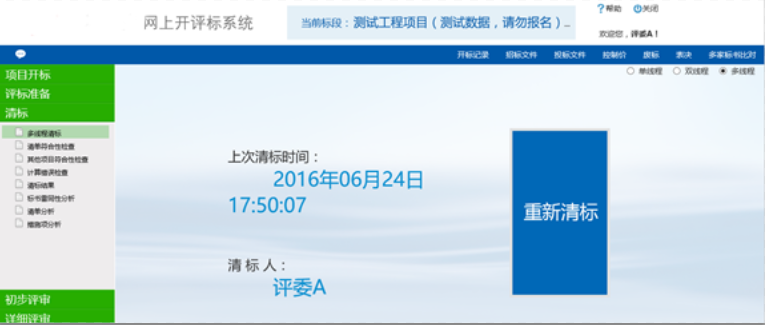 ?帮助 关闭
网上开评标系统
当前标段：测试工程项目（测试数据，请勿报名）..
欢迎您，评委A！
开标记录 招标文件 投标文件 控制价 废标 表决 多家标书比对
单线程 双线程 多线程
项目开标
评标准备
清标
多线程清标
清单符合性检查
其他项目符合性检查
计算错误检查
清标结果
标书雷同性分析
清单分析
措施项分析
初步评审
详细评审
上次清标时间：
2016年06月24日
17:50:07
清 标 人：
评委A
重新清标